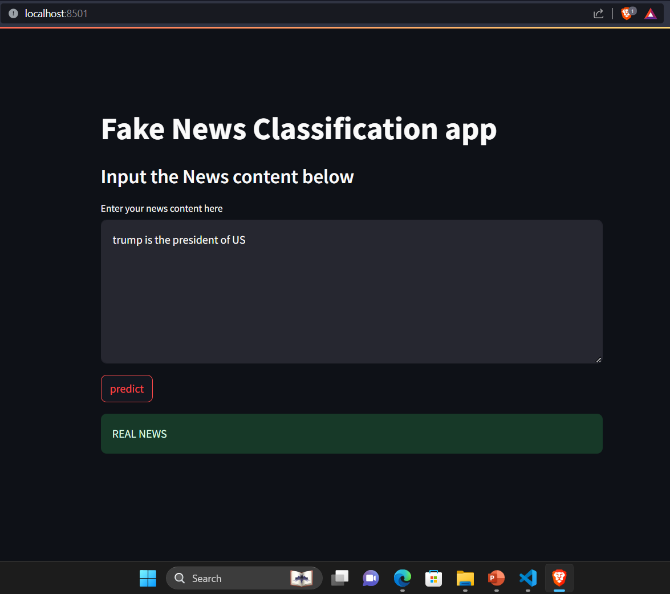 localhost:8501
Fake News Classification app
Input the News content below
Enter your news content here
trump is the president of US
predict
REAL NEWS
Search